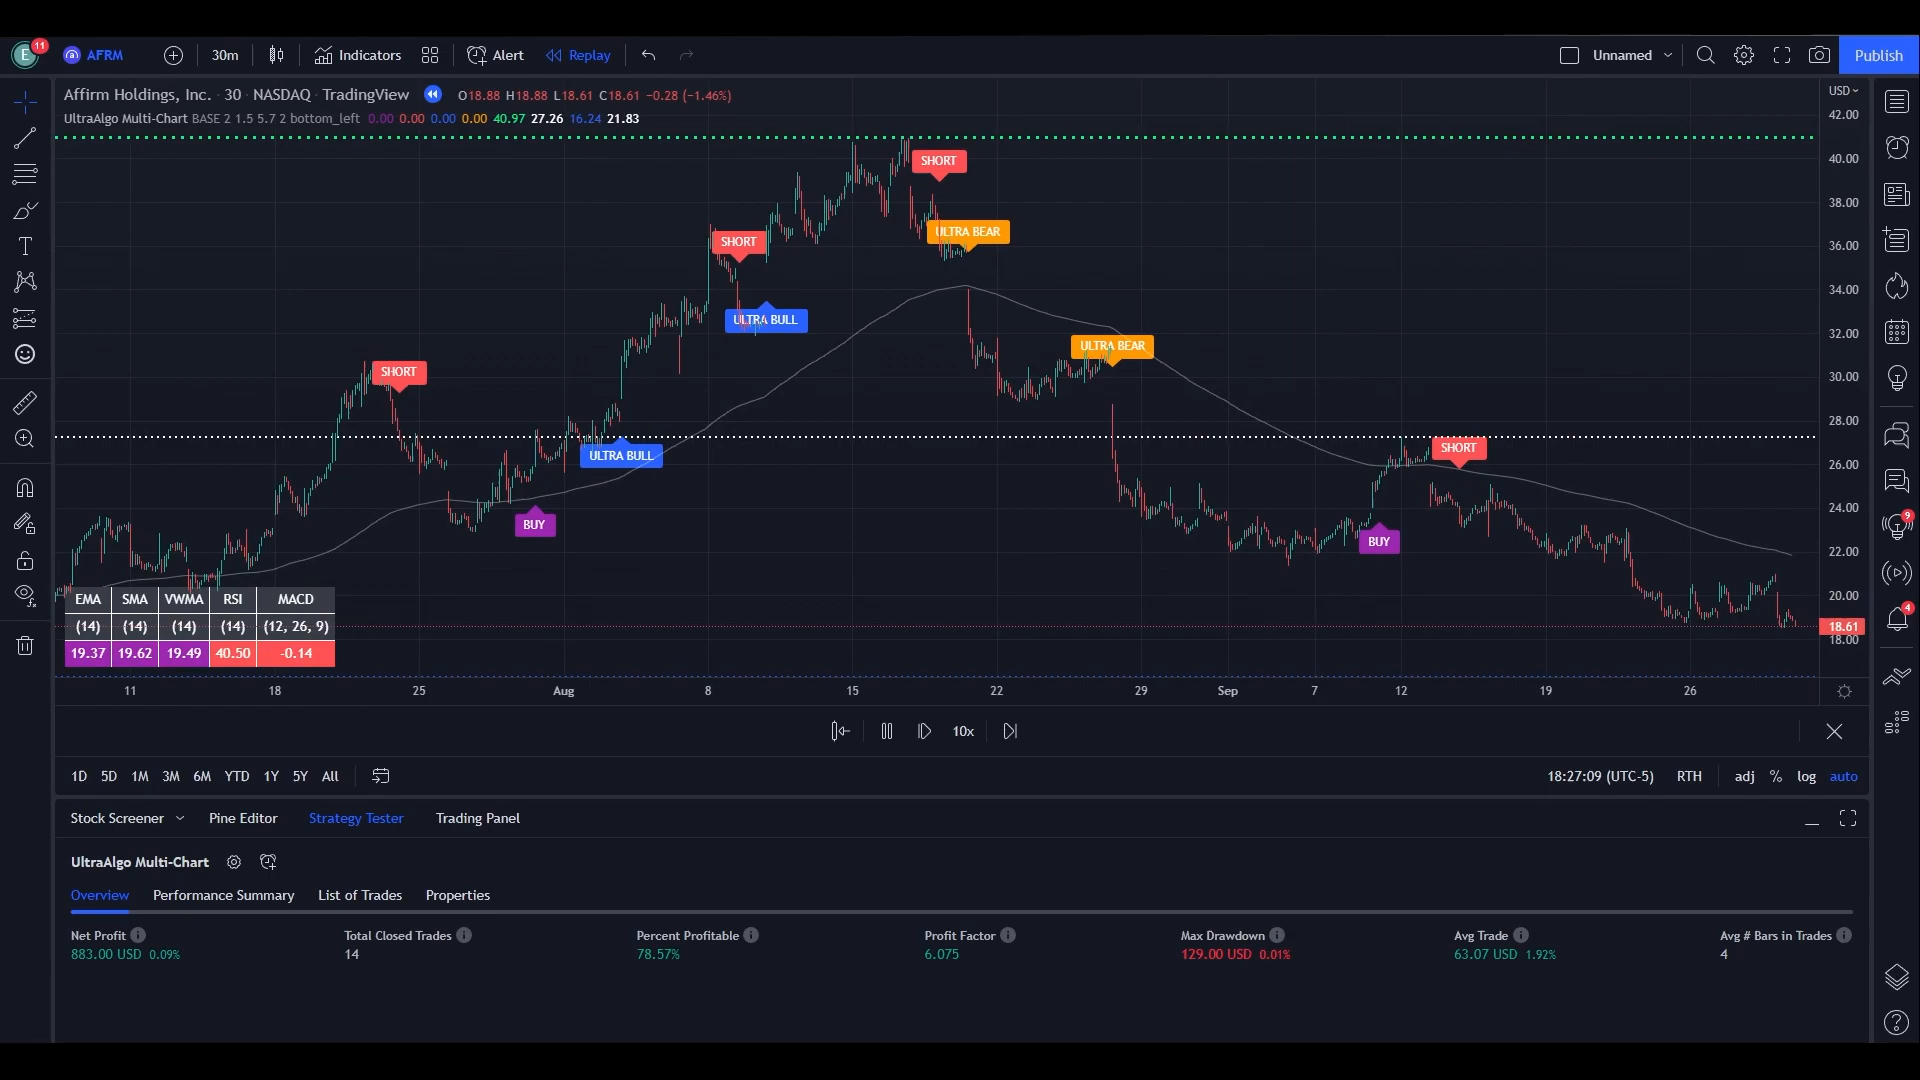 E 11 AFRM 30m Indicators Alert Replay Unnamed Publish
Affirm Holdings, Inc. · 30 · NASDAQ · TradingView O18.88 H18.88 L18.61 C18.61 −0.28 (−1.46%)
UltraAlgo Multi-Chart BASE 2 1.5 5.7 2 bottom_left 0.00 0.00 0.00 0.00 40.97 27.26 16.24 21.83
USD
42.00
40.00
38.00
36.00
34.00
32.00
30.00
28.00
26.00
24.00
22.00
20.00
18.61
18.00
SHORT
ULTRA BEAR
SHORT
ULTRA BULL
ULTRA BEAR
SHORT
SHORT
ULTRA BULL
BUY
BUY
EMA SMA VWMA RSI MACD
(14) (14) (14) (14) (12, 26, 9)
19.37 19.62 19.49 40.50 -0.14
11 18 25 Aug 8 15 22 29 Sep 7 12 19 26
10x
1D 5D 1M 3M 6M YTD 1Y 5Y All 18:27:09 (UTC-5) RTH adj % log auto
Stock Screener Pine Editor Strategy Tester Trading Panel
UltraAlgo Multi-Chart
Overview Performance Summary List of Trades Properties
Net Profit Total Closed Trades Percent Profitable Profit Factor Max Drawdown Avg Trade Avg # Bars in Trades
883.00 USD 0.09% 14 78.57% 6.075 129.00 USD 0.01% 63.07 USD 1.92% 4
9
4